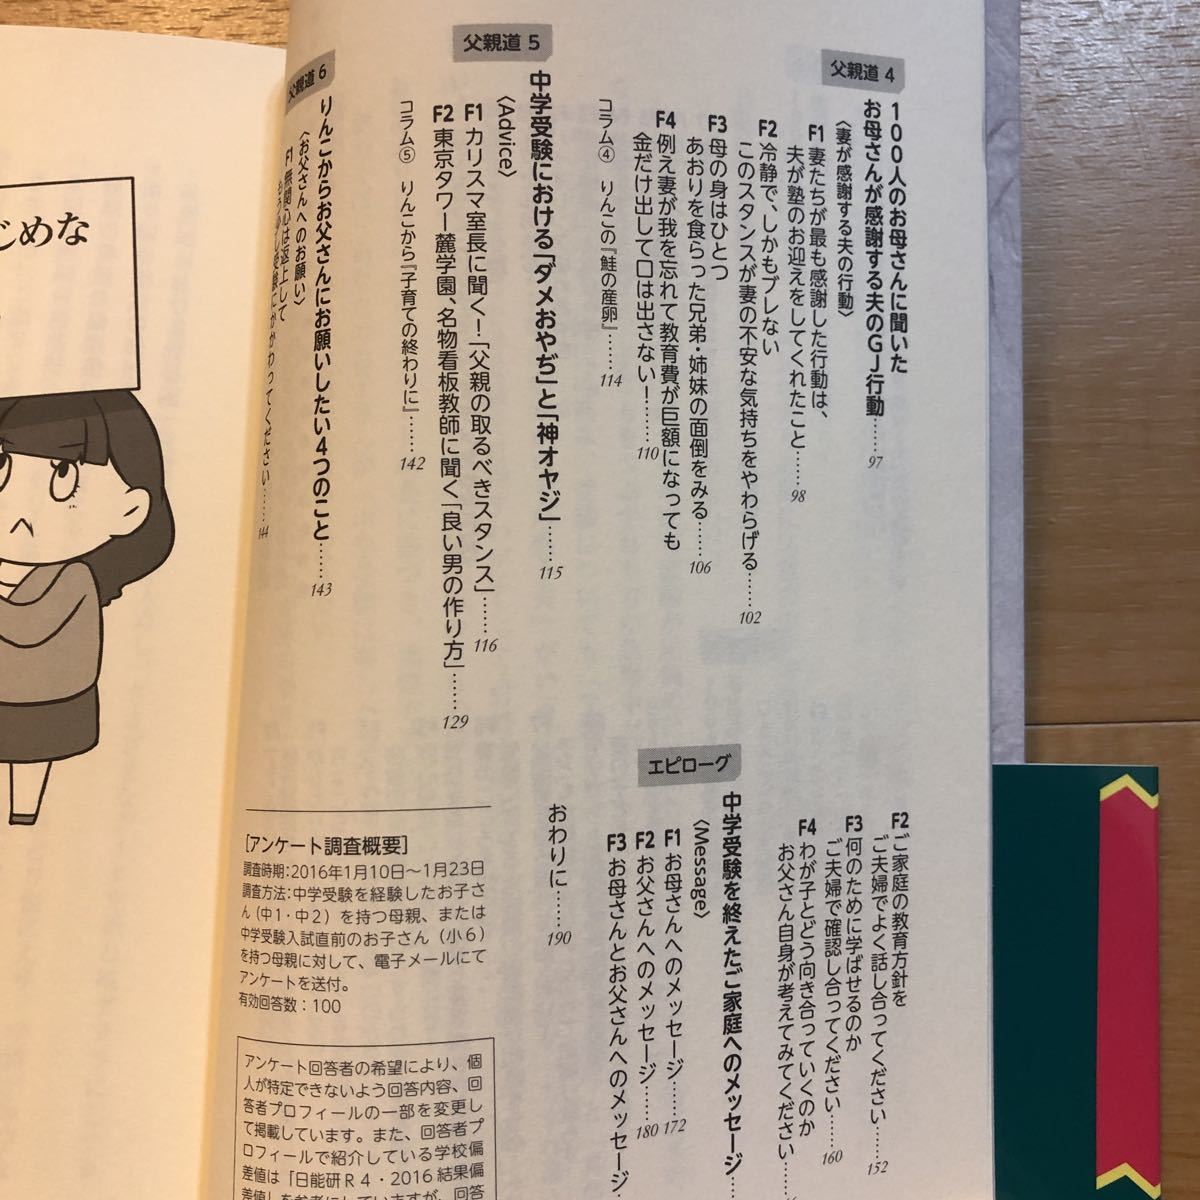 父親道 4
100人のお母さんに聞いた
お母さんが感謝する夫のGJ行動……97
〈妻が感謝する夫の行動〉
F1 妻たちが最も感謝した行動は、
夫が塾のお迎えをしてくれたこと……98
F2 冷静で、しかもブレない
このスタンスが妻の不安な気持ちをやわらげる……102
F3 母の身はひとつ
あおりを食らった兄弟・姉妹の面倒をみる……106
F4 例え妻が我を忘れて教育費が巨額になっても
金だけ出して口は出さない!……110
コラム④ りんこの『鮭の産卵』……114
父親道 5
中学受験における「ダメおやぢ」と「神オヤジ」……115
〈Advice〉
F1 カリスマ室長に聞く!「父親の取るべきスタンス」……116
F2 東京タワー麓学園、名物看板教師に聞く「良い男の作り方」……129
コラム⑤ りんこから『子育ての終わりに』……142
父親道 6
りんこからお父さんにお願いしたい4つのこと……143
〈お父さんへのお願い〉
F1 無関心は返上して
もう少し受験にかかわってください……144
F2 ご家庭の教育方針を
ご夫婦でよく話し合ってください……152
F3 何のために学ばせるのか
ご夫婦で確認し合ってください……160
F4 わが子とどう向き合っていくのか
お父さん自身が考えてみてください……
エピローグ
中学受験を終えたご家庭へのメッセージ……
〈Message〉
F1 お母さんへのメッセージ……172
F2 お父さんへのメッセージ……180
F3 お母さんとお父さんへのメッセージ
おわりに……190
[アンケート調査概要]
調査時期:2016年1月10日〜1月23日
調査方法:中学受験を経験したお子さ
ん(中1・中2)を持つ母親、または
中学受験入試直前のお子さん(小6)
を持つ母親に対して、電子メールにて
アンケートを送付。
有効回答数:100
アンケート回答者の希望により、個
人が特定できないよう回答内容、回
答者プロフィールの一部を変更し
て掲載しています。また、回答者プ
ロフィールで紹介している学校偏
差値は「日能研R4・2016結果偏
差値」を参考にしていますが、回答
じめな